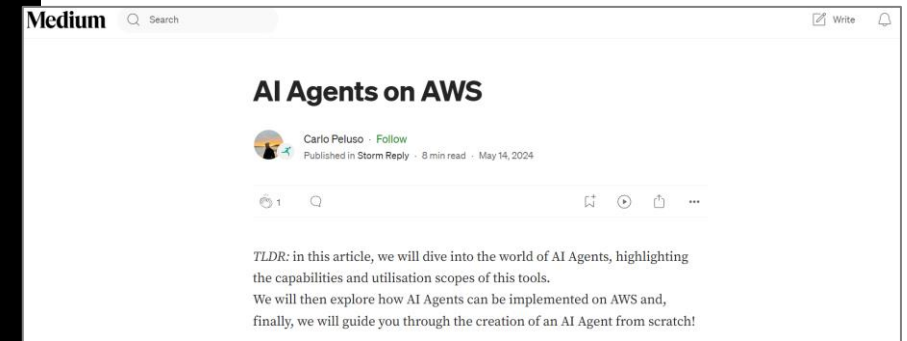 Medium
Search
Write
AI Agents on AWS
Carlo Peluso · Follow
Published in Storm Reply · 8 min read · May 14, 2024
1
TLDR: in this article, we will dive into the world of AI Agents, highlighting
the capabilities and utilisation scopes of this tools.
We will then explore how AI Agents can be implemented on AWS and,
finally, we will guide you through the creation of an AI Agent from scratch!